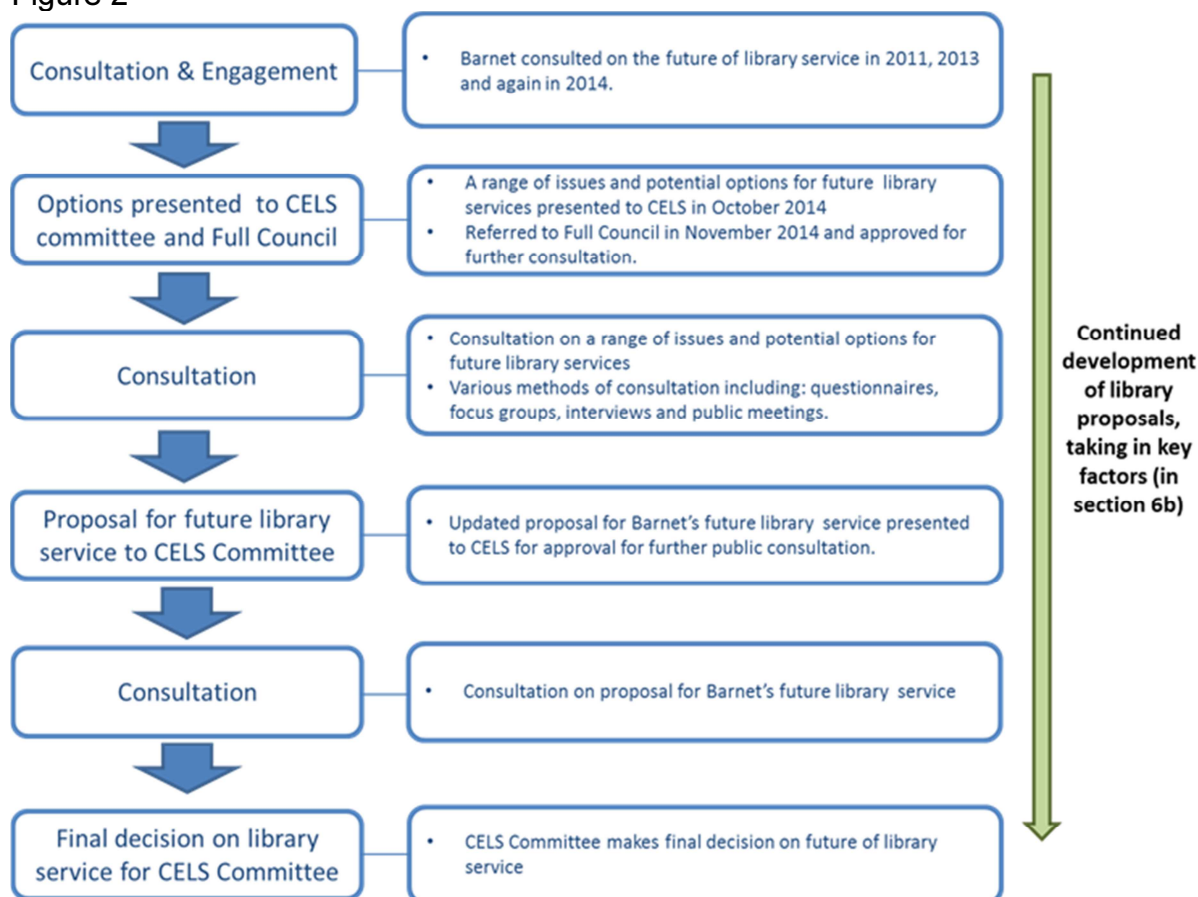 Figure 2
Consultation & Engagement
• Barnet consulted on the future of library service in 2011, 2013
and again in 2014.
Options presented to CELS
committee and Full Council
• A range of issues and potential options for future library
services presented to CELS in October 2014
• Referred to Full Council in November 2014 and approved for
further consultation.
Consultation
• Consultation on a range of issues and potential options for
future library services
• Various methods of consultation including: questionnaires,
focus groups, interviews and public meetings.
Proposal for future library
service to CELS Committee
• Updated proposal for Barnet's future library service presented
to CELS for approval for further public consultation.
Consultation
• Consultation on proposal for Barnet's future library service
Final decision on library
service for CELS Committee
• CELS Committee makes final decision on future of library
service
Continued
development
of library
proposals,
taking in key
factors (in
section 6b)